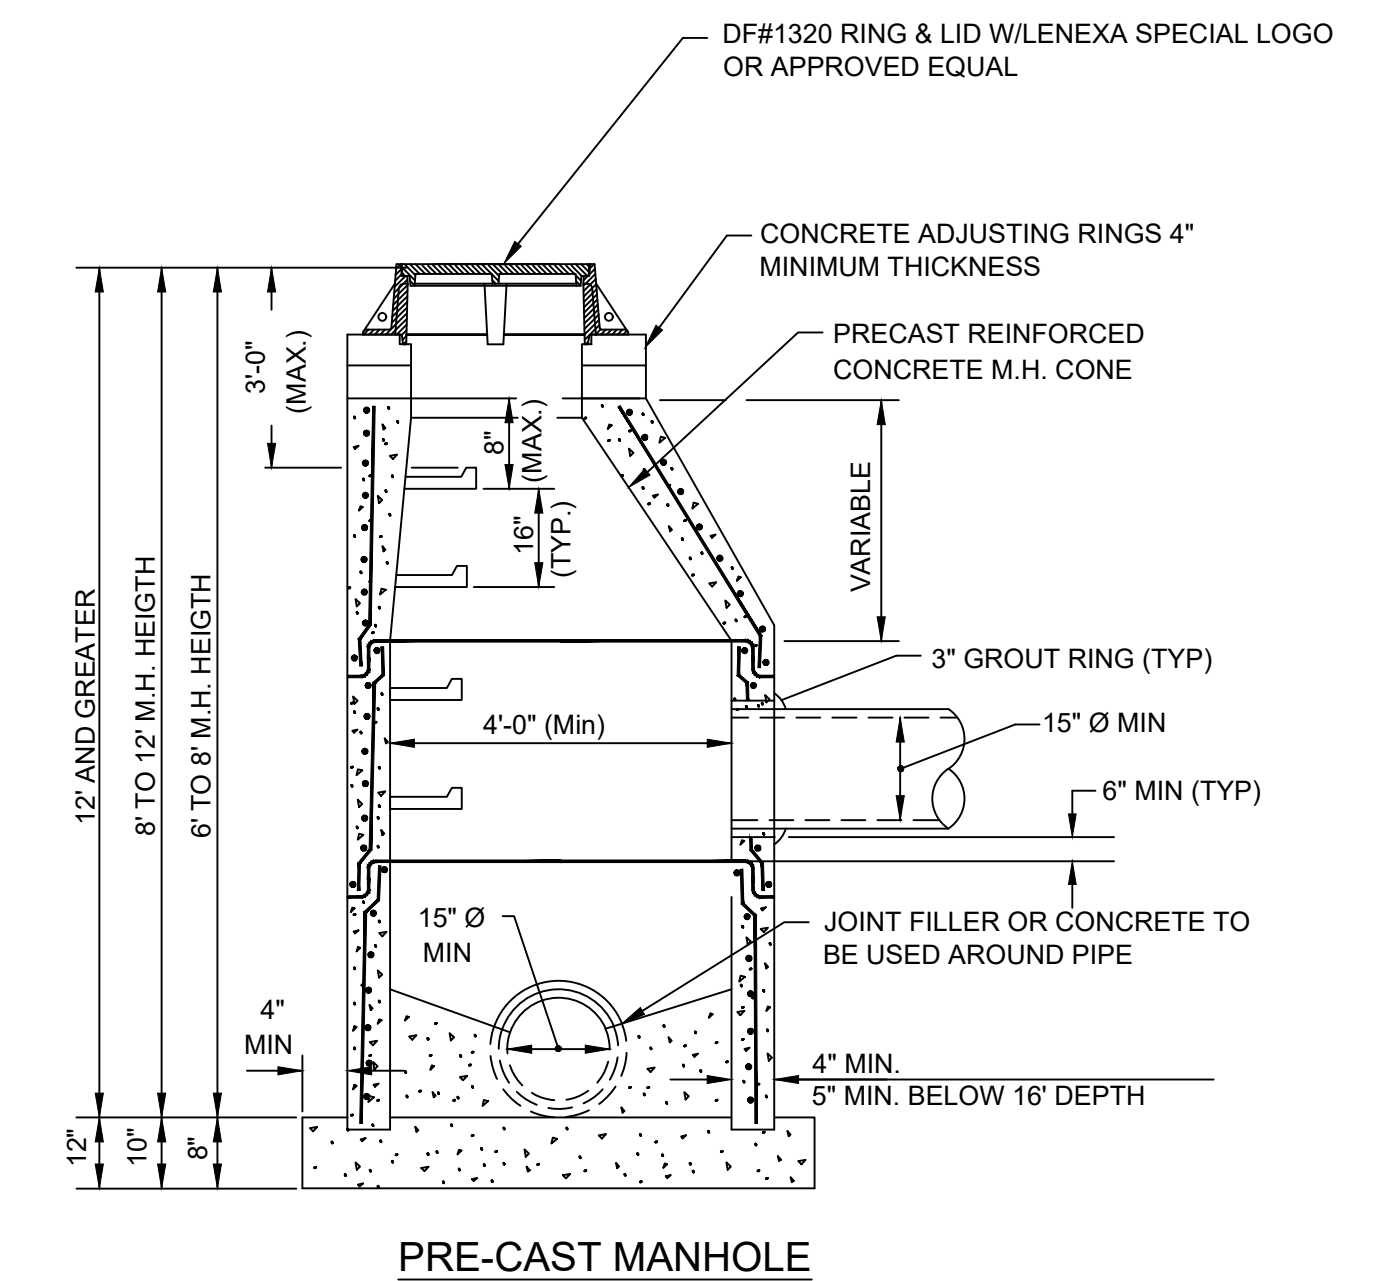 DF#1320 RING & LID W/LENEXA SPECIAL LOGO
OR APPROVED EQUAL
CONCRETE ADJUSTING RINGS 4"
MINIMUM THICKNESS
PRECAST REINFORCED
CONCRETE M.H. CONE
3'-0"
(MAX.)
8"
(MAX.)
16"
(TYP.)
VARIABLE
12' AND GREATER
8' TO 12' M.H. HEIGTH
6' TO 8' M.H. HEIGTH
3" GROUT RING (TYP)
4'-0" (Min)
15" Ø MIN
6" MIN (TYP)
15" Ø
MIN
JOINT FILLER OR CONCRETE TO
BE USED AROUND PIPE
4"
MIN
4" MIN.
5" MIN. BELOW 16' DEPTH
12"
10"
8"
PRE-CAST MANHOLE